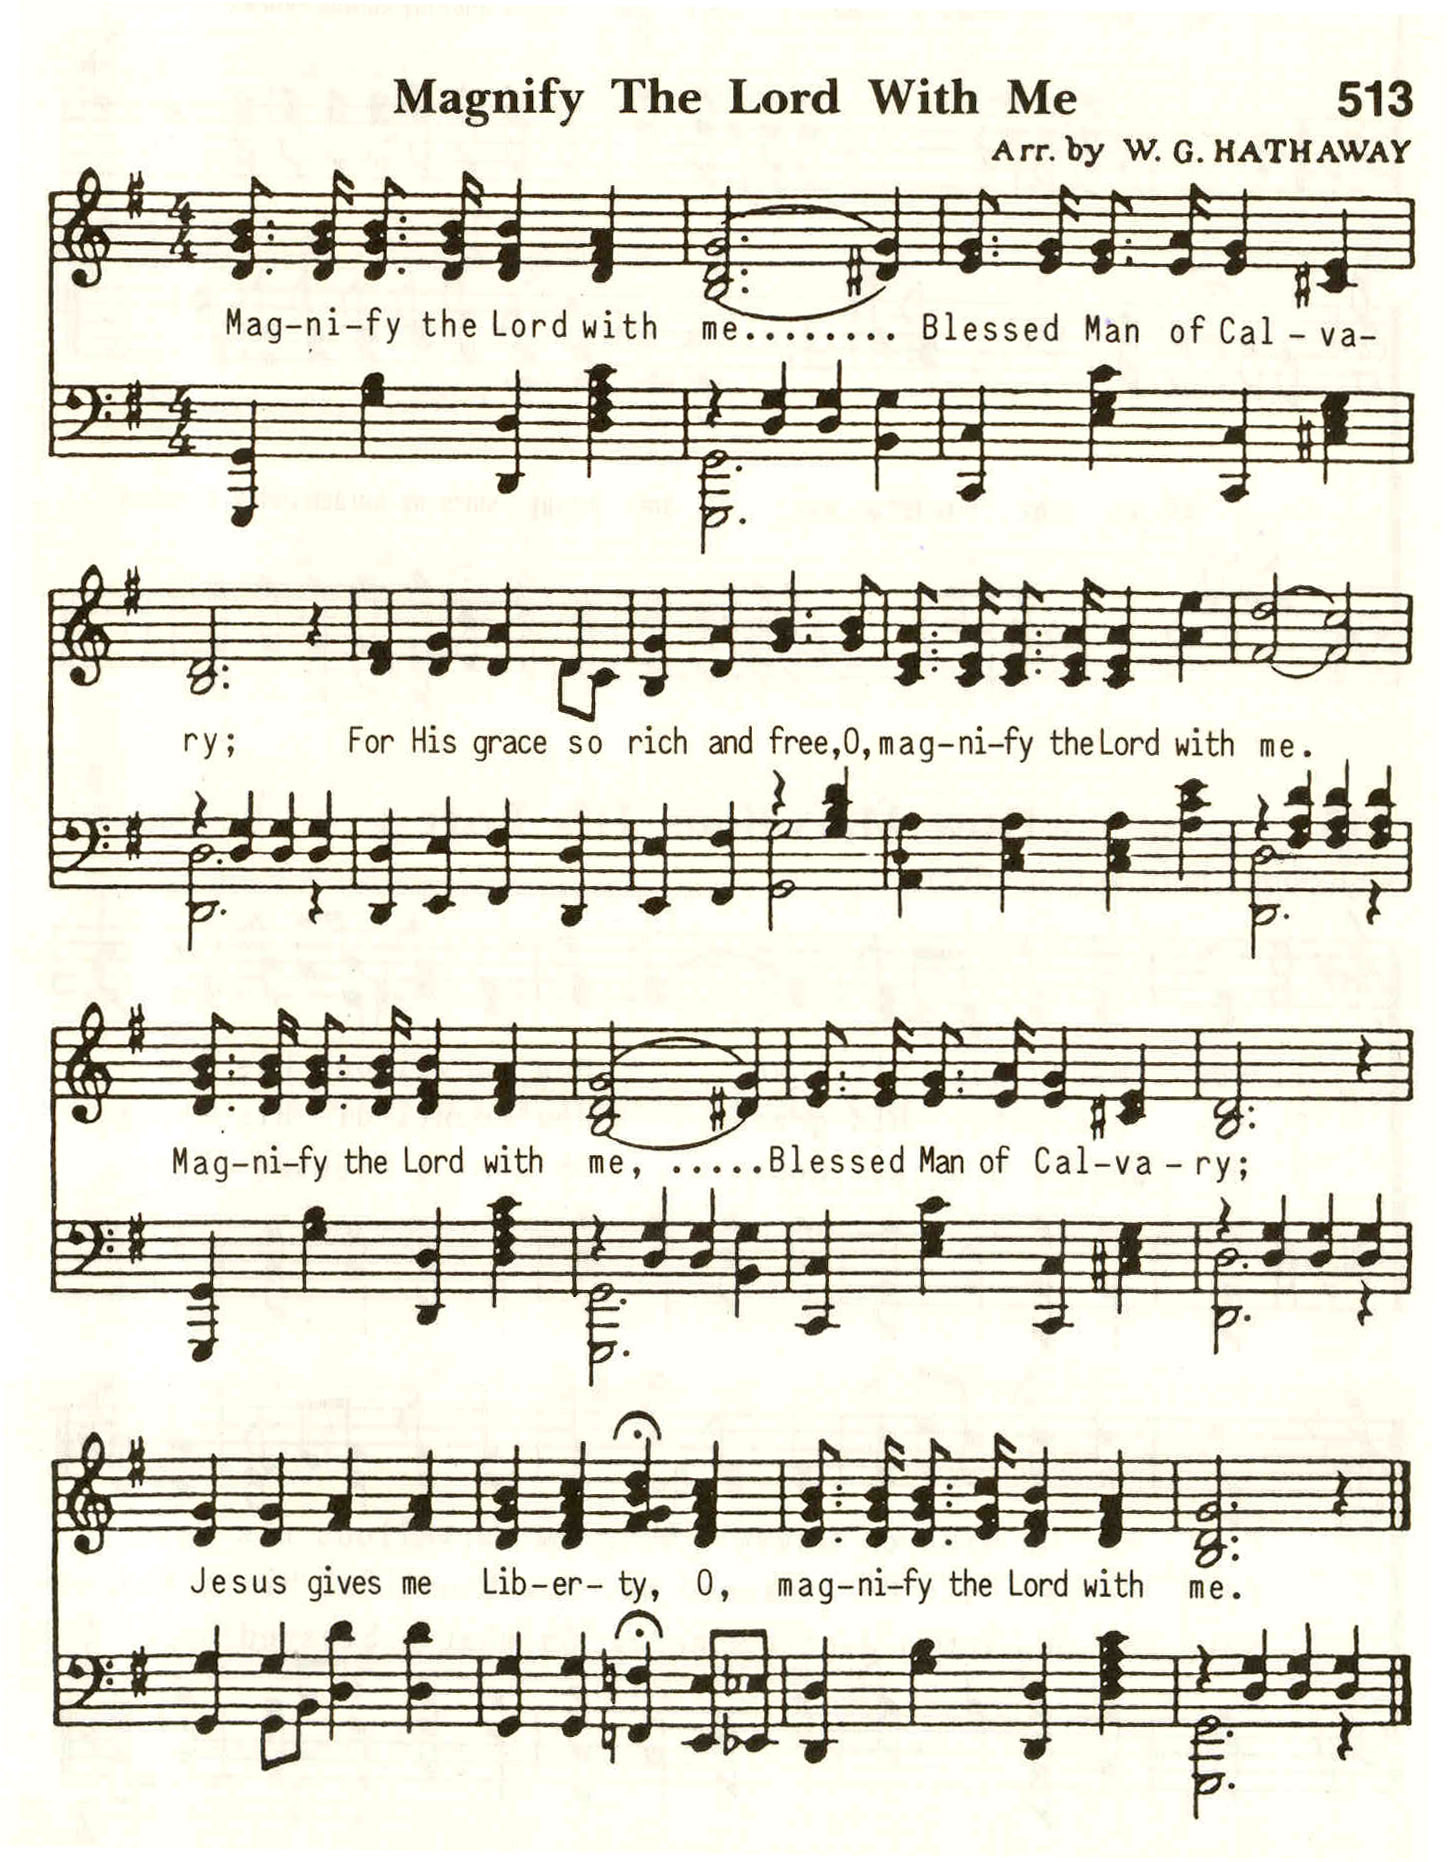 Magnify The Lord With Me 513
Arr. by W. G. HATHAWAY
4 4
Mag-ni-fy the Lord with me........ Blessed Man of Cal-va-
4 4
ry; For His grace so rich and free,O,mag-ni-fy the Lord with me.
Mag-ni-fy the Lord with me, .....Blessed Man of Cal-va-ry;
Jesus gives me Lib-er-ty, O, mag-ni-fy the Lord with me.